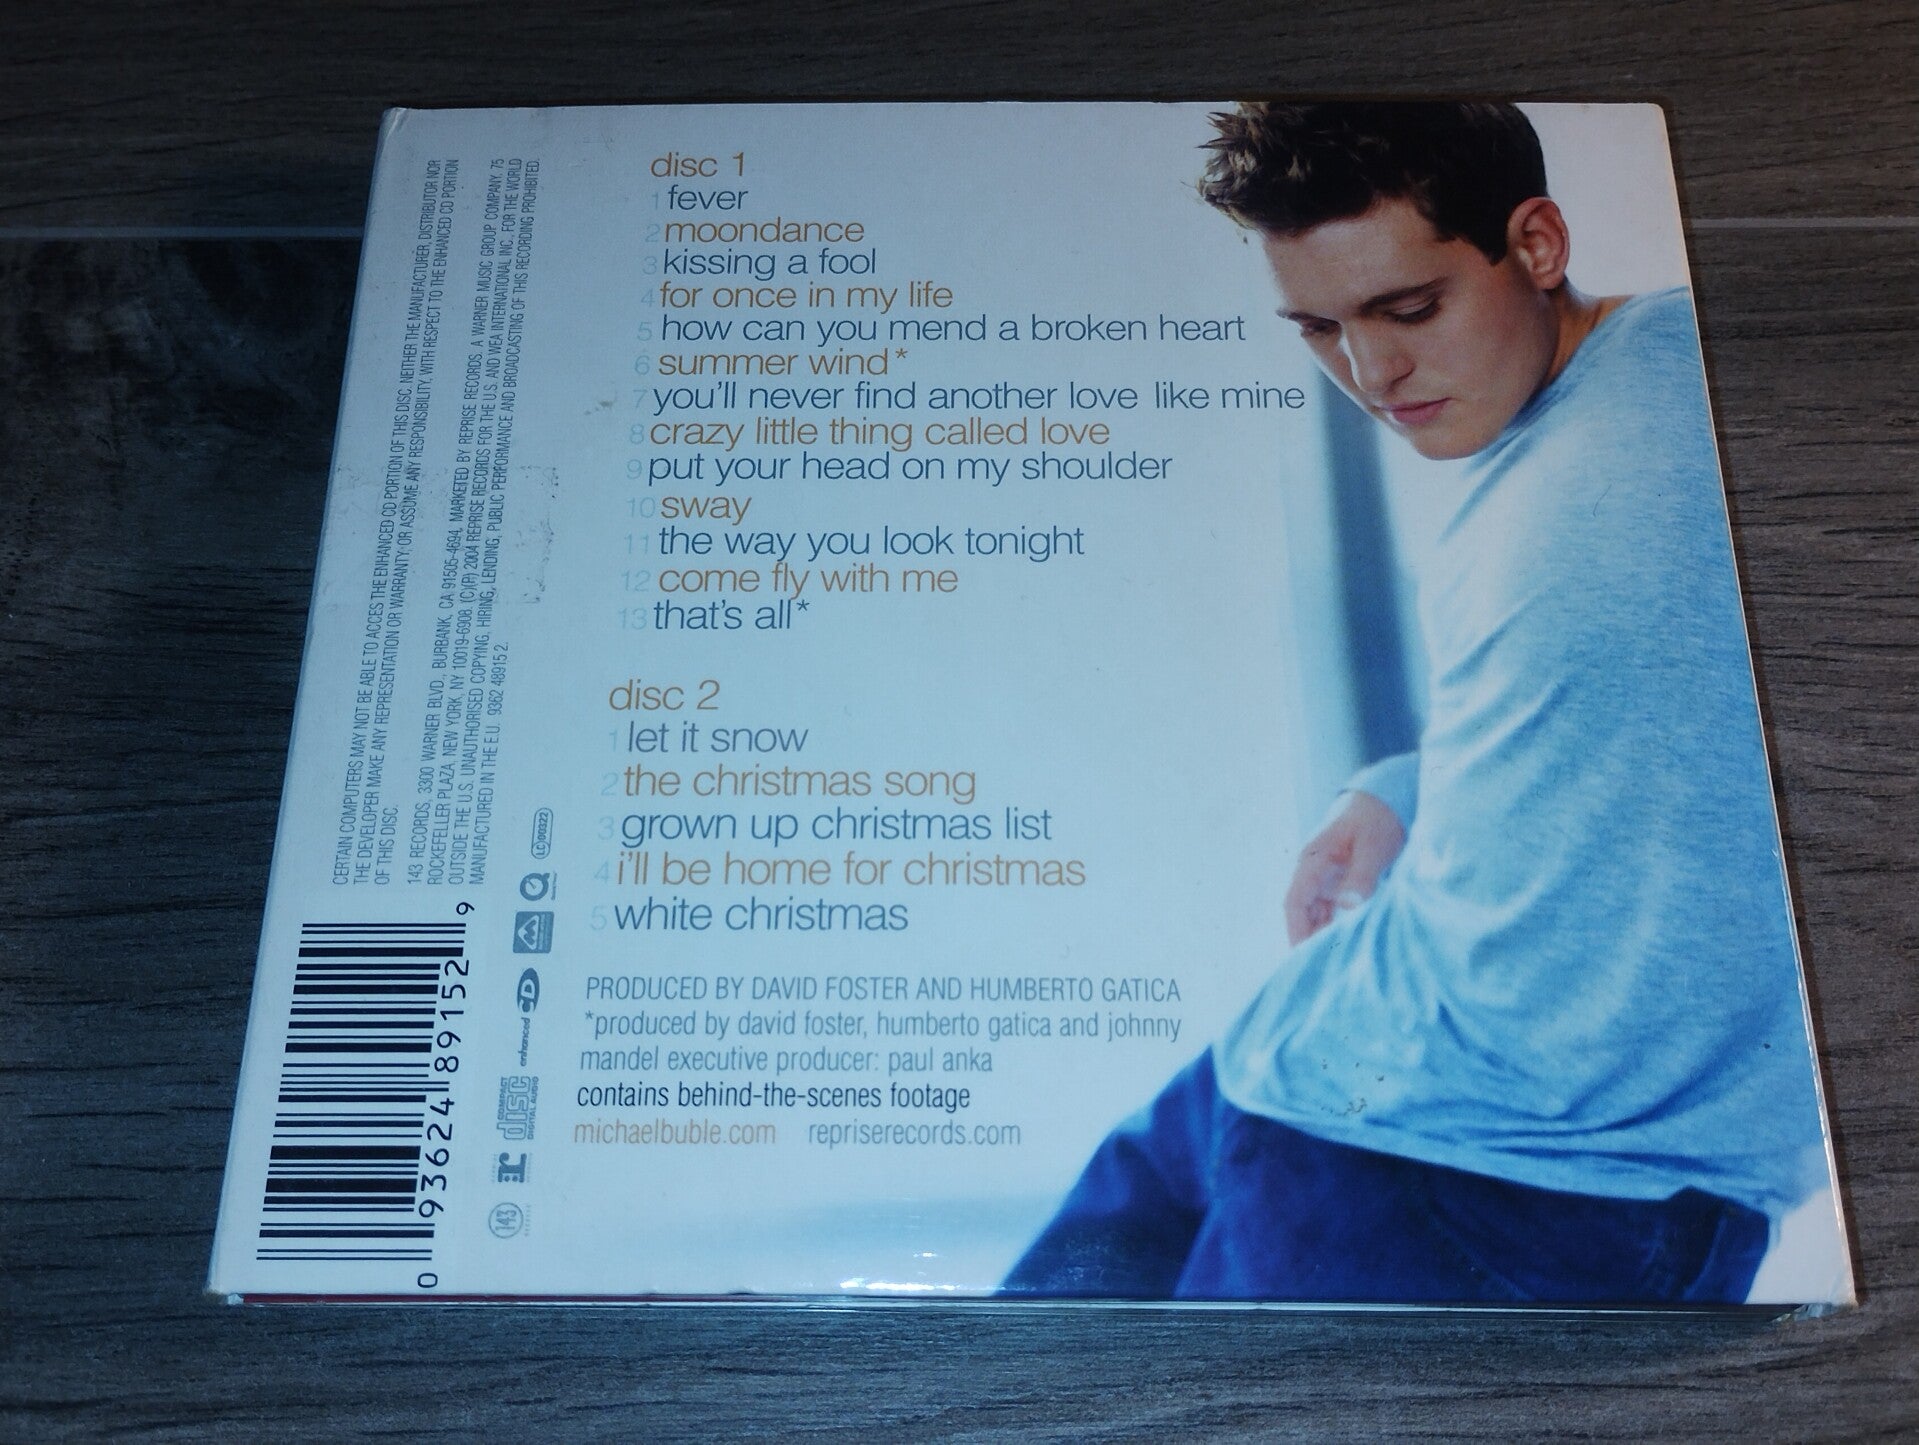 disc 1
1 fever
2 moondance
3 kissing a fool
4 for once in my life
5 how can you mend a broken heart
6 summer wind*
7 you'll never find another love like mine
8 crazy little thing called love
9 put your head on my shoulder
10 sway
11 the way you look tonight
12 come fly with me
13 that's all*
disc 2
1 let it snow
2 the christmas song
3 grown up christmas list
4 i'll be home for christmas
5 white christmas
PRODUCED BY DAVID FOSTER AND HUMBERTO GATICA
*produced by david foster, humberto gatica and johnny
mandel executive producer: paul anka
contains behind-the-scenes footage
michaelbuble.com repriserecords.com
CERTAIN COMPUTERS MAY NOT BE ABLE TO ACCES THE ENHANCED CD PORTION OF THIS DISC. NEITHER THE MANUFACTURER, DISTRIBUTOR NOR
THE DEVELOPER MAKE ANY REPRESENTATION OR WARRANTY, OR ASSUME ANY RESPONSIBILITY, WITH RESPECT TO THE ENHANCED CD PORTION
OF THIS DISC.
143 RECORDS, 3300 WARNER BLVD., BURBANK, CA 91505-4694. MARKETED BY REPRISE RECORDS, A WARNER MUSIC GROUP COMPANY, 75
ROCKEFELLER PLAZA, NEW YORK, NY 10019-6908. (C)(P) 2004 REPRISE RECORDS FOR THE U.S. AND WEA INTERNATIONAL INC. FOR THE WORLD
OUTSIDE THE U.S. UNAUTHORISED COPYING, HIRING, LENDING, PUBLIC PERFORMANCE AND BROADCASTING OF THIS RECORDING PROHIBITED.
MANUFACTURED IN THE E.U. 9362 48915 2.
LC 00322
enhanced CD
COMPACT
disc
DIGITAL AUDIO
r
143
0 93624 89152 9